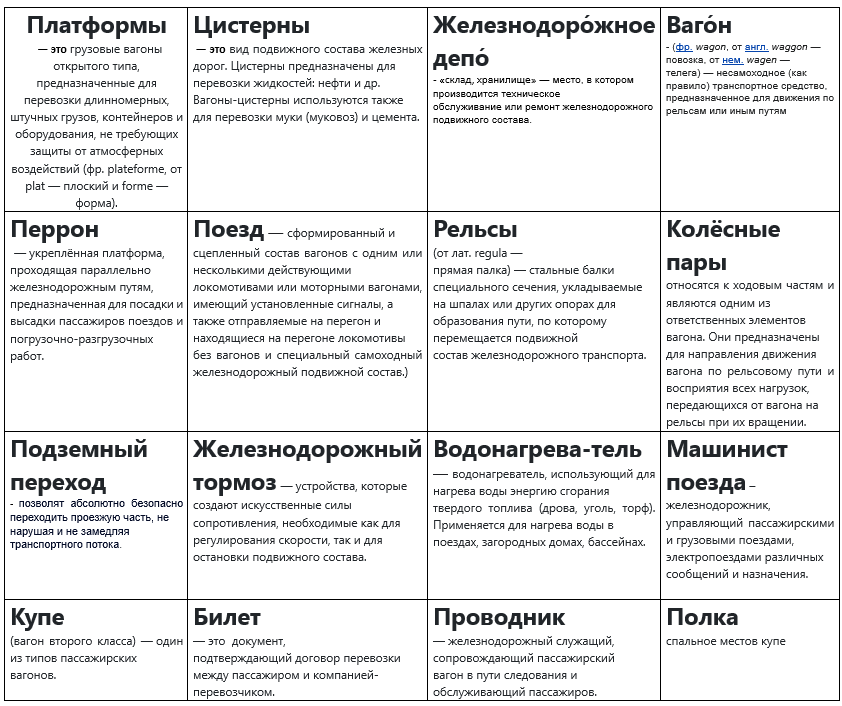 Платформы
— это грузовые вагоны
открытого типа,
предназначенные для
перевозки длинномерных,
штучных грузов, контейнеров и
оборудования, не требующих
защиты от атмосферных
воздействий (фр. plateforme, от
plat — плоский и forme —
форма).
Цистерны
— это вид подвижного состава железных
дорог. Цистерны предназначены для
перевозки жидкостей: нефти и др.
Вагоны-цистерны используются также
для перевозки муки (муковоз) и цемента.
Железнодоро́жное
депо́
- «склад, хранилище» — место, в котором
производится техническое
обслуживание или ремонт железнодорожного
подвижного состава.
Ваго́н
- (фр. wagon, от англ. waggon —
повозка, от нем. wagen —
телега) — несамоходное (как
правило) транспортное средство,
предназначенное для движения по
рельсам или иным путям
Перрон
— укреплённая платформа,
проходящая параллельно
железнодорожным путям,
предназначенная для посадки и
высадки пассажиров поездов и
погрузочно-разгрузочных
работ.
Поезд — сформированный и
сцепленный состав вагонов с одним или
несколькими действующими
локомотивами или моторными вагонами,
имеющий установленные сигналы, а
также отправляемые на перегон и
находящиеся на перегоне локомотивы
без вагонов и специальный самоходный
железнодорожный подвижной состав.)
Рельсы
(от лат. regula —
прямая палка) — стальные балки
специального сечения, укладываемые
на шпалах или других опорах для
образования пути, по которому
перемещается подвижной
состав железнодорожного транспорта.
Колёсные
пары
относятся к ходовым частям и
являются одним из
ответственных элементов
вагона. Они предназначены
для направления движения
вагона по рельсовому пути и
восприятия всех нагрузок,
передающихся от вагона на
рельсы при их вращении.
Подземный
переход
- позволят абсолютно безопасно
переходить проезжую часть, не
нарушая и не замедляя
транспортного потока.
Железнодорожный
тормоз — устройства, которые
создают искусственные силы
сопротивления, необходимые как для
регулирования скорости, так и для
остановки подвижного состава.
Водонагрева-тель
— водонагреватель, использующий для
нагрева воды энергию сгорания
твердого топлива (дрова, уголь, торф).
Применяется для нагрева воды в
поездах, загородных домах, бассейнах.
Машинист
поезда –
железнодорожник,
управляющий пассажирскими
и грузовыми поездами,
электропоездами различных
сообщений и назначения.
Купе
(вагон второго класса) — один
из типов пассажирских
вагонов.
Билет
— это документ,
подтверждающий договор перевозки
между пассажиром и компанией-
перевозчиком.
Проводник
— железнодорожный служащий,
сопровождающий пассажирский
вагон в пути следования и
обслуживающий пассажиров.
Полка
спальное местов купе